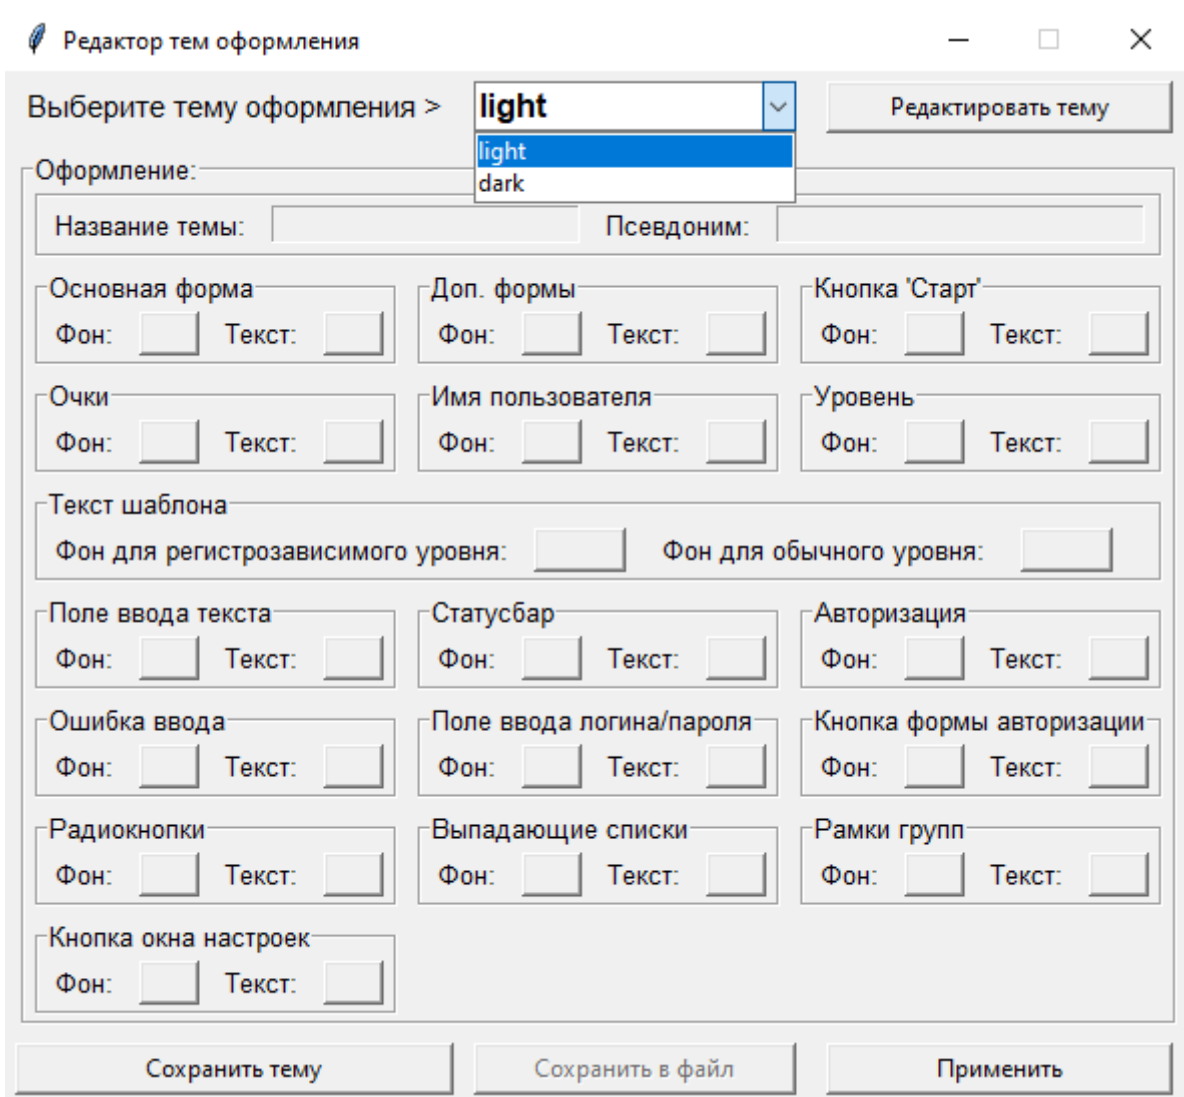 Редактор тем оформления
Выберите тему оформления > light Редактировать тему
light
dark
Оформление:
Название темы: Псевдоним:
Основная форма Доп. формы Кнопка 'Старт'
Фон: Текст: Фон: Текст: Фон: Текст:
Очки Имя пользователя Уровень
Фон: Текст: Фон: Текст: Фон: Текст:
Текст шаблона
Фон для регистрозависимого уровня: Фон для обычного уровня:
Поле ввода текста Статусбар Авторизация
Фон: Текст: Фон: Текст: Фон: Текст:
Ошибка ввода Поле ввода логина/пароля Кнопка формы авторизации
Фон: Текст: Фон: Текст: Фон: Текст:
Радиокнопки Выпадающие списки Рамки групп
Фон: Текст: Фон: Текст: Фон: Текст:
Кнопка окна настроек
Фон: Текст:
Сохранить тему Сохранить в файл Применить